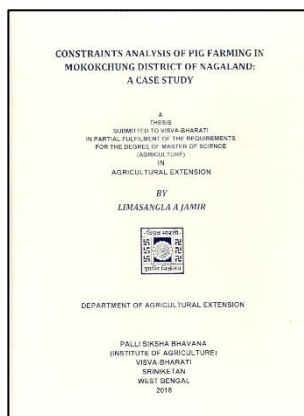 CONSTRAINTS ANALYSIS OF PIG FARMING IN
MOKOKCHUNG DISTRICT OF NAGALAND:
A CASE STUDY
A
THESIS
SUBMITTED TO VISVA-BHARATI
IN PARTIAL FULFILMENT OF THE REQUIREMENTS
FOR THE DEGREE OF MASTER OF SCIENCE
(AGRICULTURE)
IN
AGRICULTURAL EXTENSION
BY
LIMASANGLA A JAMIR
DEPARTMENT OF AGRICULTURAL EXTENSION
PALLI SIKSHA BHAVANA
(INSTITUTE OF AGRICULTURE)
VISVA-BHARATI
SRINIKETAN
WEST BENGAL
2018